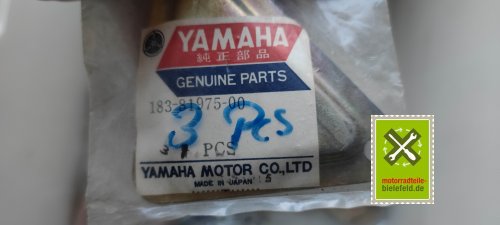 YAMAHA
純正部品
GENUINE PARTS
183-81975-00
3 Pcs
1 PCS
YAMAHA MOTOR CO., LTD
MADE IN JAPAN S
motorradteile-
bielefeld.de